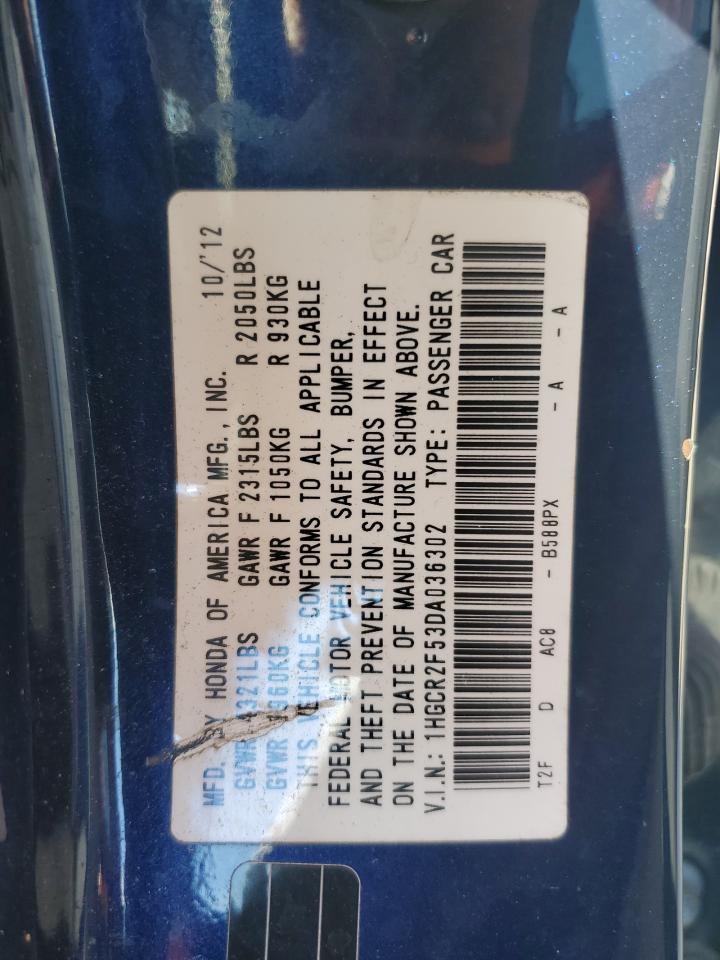 MFD. BY HONDA OF AMERICA MFG., INC. 10/'12
GVWR 4321LBS GAWR F 2315LBS R 2050LBS
GVWR 1960KG GAWR F 1050KG R 930KG
THIS VEHICLE CONFORMS TO ALL APPLICABLE
FEDERAL MOTOR VEHICLE SAFETY, BUMPER,
AND THEFT PREVENTION STANDARDS IN EFFECT
ON THE DATE OF MANUFACTURE SHOWN ABOVE.
V.I.N.: 1HGCR2F53DA036302 TYPE: PASSENGER CAR
T2F D AC8 - B588PX - A - A